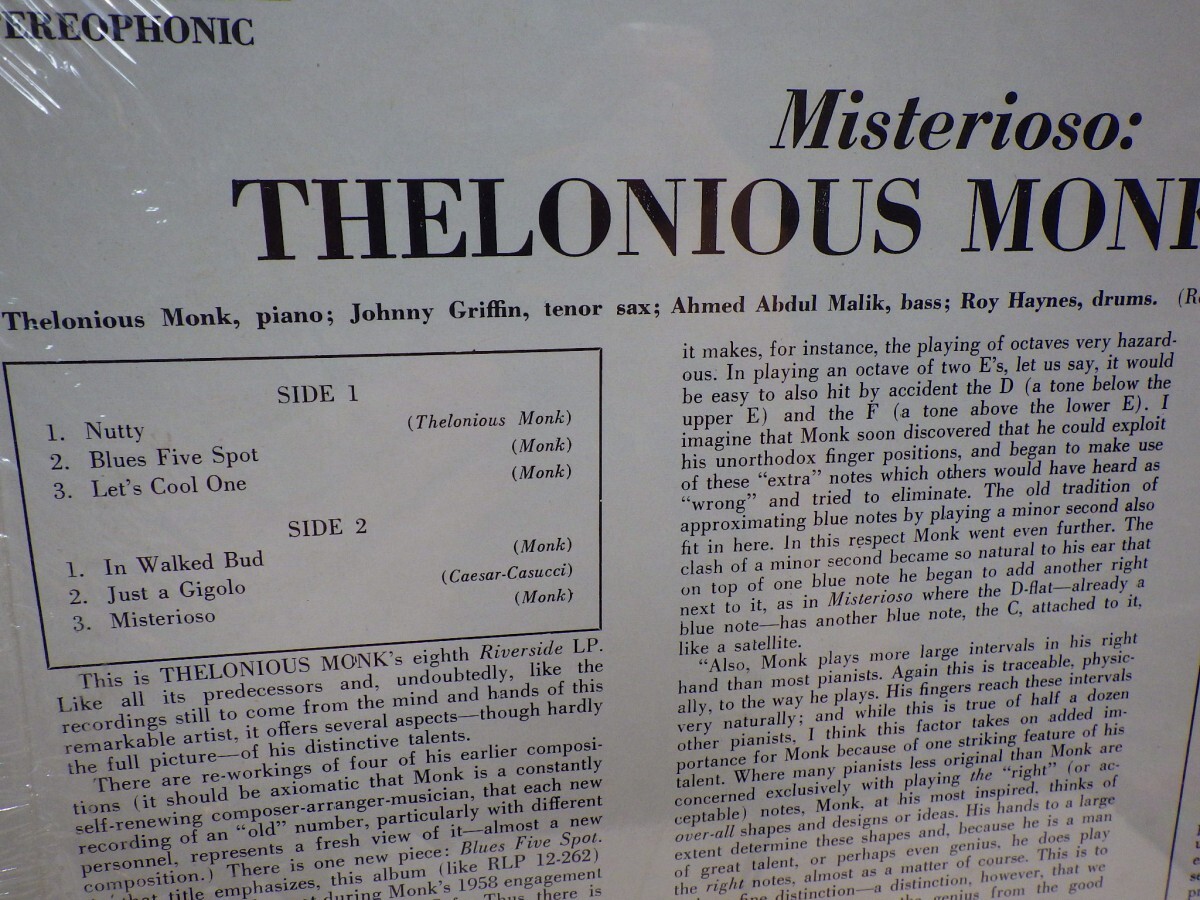 EREOPHONIC
Misterioso:
THELONIOUS MON
Thelonious Monk, piano; Johnny Griffin, tenor sax; Ahmed Abdul Malik, bass; Roy Haynes, drums.
SIDE 1
1. Nutty (Thelonious Monk)
2. Blues Five Spot (Monk)
3. Let's Cool One (Monk)
SIDE 2
1. In Walked Bud (Monk)
2. Just a Gigolo (Caesar-Casucci)
3. Misterioso (Monk)
This is THELONIOUS MONK's eighth Riverside LP.
Like all its predecessors and, undoubtedly, like the
recordings still to come from the mind and hands of this
remarkable artist, it offers several aspects—though hardly
the full picture—of his distinctive talents.
There are re-workings of four of his earlier composi-
tions (it should be axiomatic that Monk is a constantly
self-renewing composer-arranger-musician, that each new
recording of an "old" number, particularly with different
personnel, represents a fresh view of it—almost a new
composition.) There is one new piece: Blues Five Spot.
that title emphasizes, this album (like RLP 12-262)
during Monk's 1958 engagement
Thus there is
it makes, for instance, the playing of octaves very hazard-
ous. In playing an octave of two E's, let us say, it would
be easy to also hit by accident the D (a tone below the
upper E) and the F (a tone above the lower E). I
imagine that Monk soon discovered that he could exploit
his unorthodox finger positions, and began to make use
of these "extra" notes which others would have heard as
"wrong" and tried to eliminate. The old tradition of
approximating blue notes by playing a minor second also
fit in here. In this respect Monk went even further. The
clash of a minor second became so natural to his ear that
on top of one blue note he began to add another right
next to it, as in Misterioso where the D-flat—already a
blue note—has another blue note, the C, attached to it,
like a satellite.
"Also, Monk plays more large intervals in his right
hand than most pianists. Again this is traceable, physic-
ally, to the way he plays. His fingers reach these intervals
very naturally; and while this is true of half a dozen
other pianists, I think this factor takes on added im-
portance for Monk because of one striking feature of his
talent. Where many pianists less original than Monk are
concerned exclusively with playing the "right" (or ac-
ceptable) notes, Monk, at his most inspired, thinks of
over-all shapes and designs or ideas. His hands to a large
extent determine these shapes and, because he is a man
of great talent, or perhaps even genius, he does play
the right notes, almost as a matter of course. This is to
fine distinction—a distinction, however, that we
genius from the good